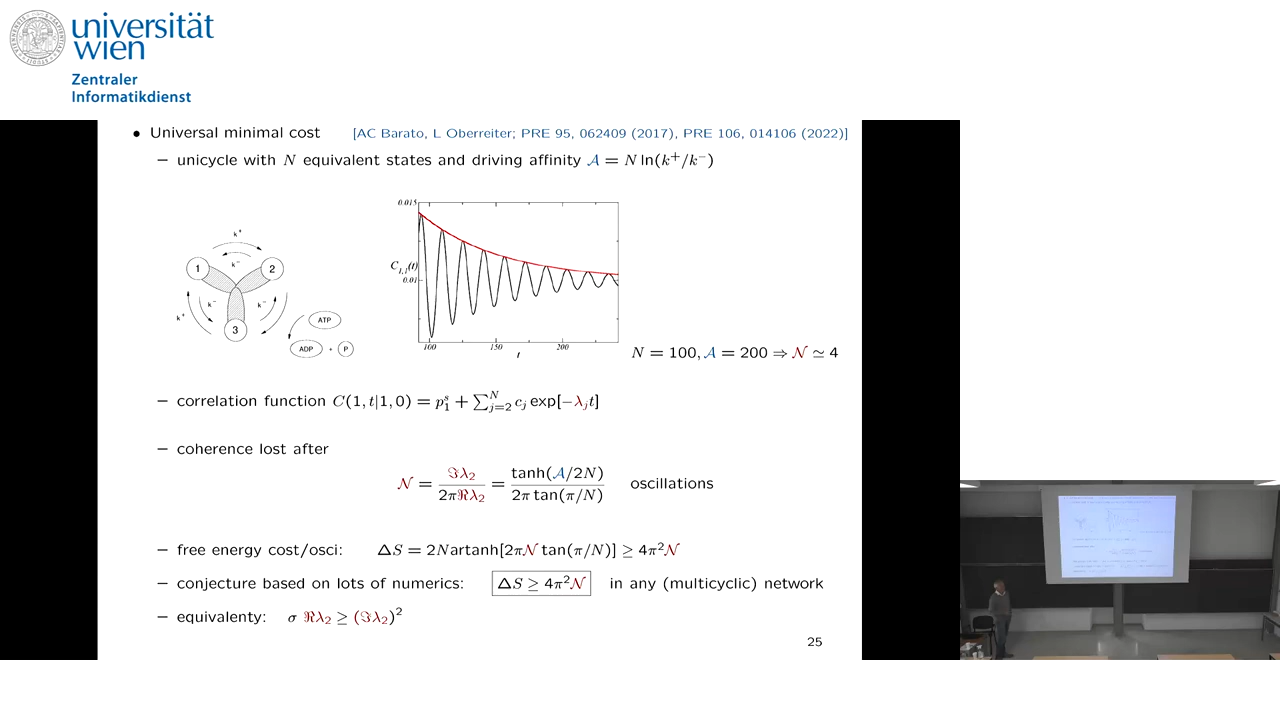 universität
wien
Zentraler
Informatikdienst
• Universal minimal cost [AC Barato, L Oberreiter; PRE 95, 062409 (2017), PRE 106, 014106 (2022)]
– unicycle with N equivalent states and driving affinity 𝒜 = N ln(k⁺/k⁻)
0.015
C₁,₁(t)
0.01
100 150 200
t
k⁺
k⁻
1 2
k⁺ k⁻ k⁻
3
ATP
ADP + P
N = 100, 𝒜 = 200 ⇒ 𝒩 ≃ 4
– correlation function C(1, t|1, 0) = p₁ˢ + ∑ⱼ₌₂ᴺ cⱼ exp[−λⱼt]
– coherence lost after
𝒩 = ℑλ₂ / 2πℜλ₂ = tanh(𝒜/2N) / 2π tan(π/N) oscillations
– free energy cost/osci: ΔS = 2Nartanh[2π𝒩 tan(π/N)] ≥ 4π²𝒩
– conjecture based on lots of numerics: ΔS ≥ 4π²𝒩 in any (multicyclic) network
– equivalenty: σ ℜλ₂ ≥ (ℑλ₂)²
25